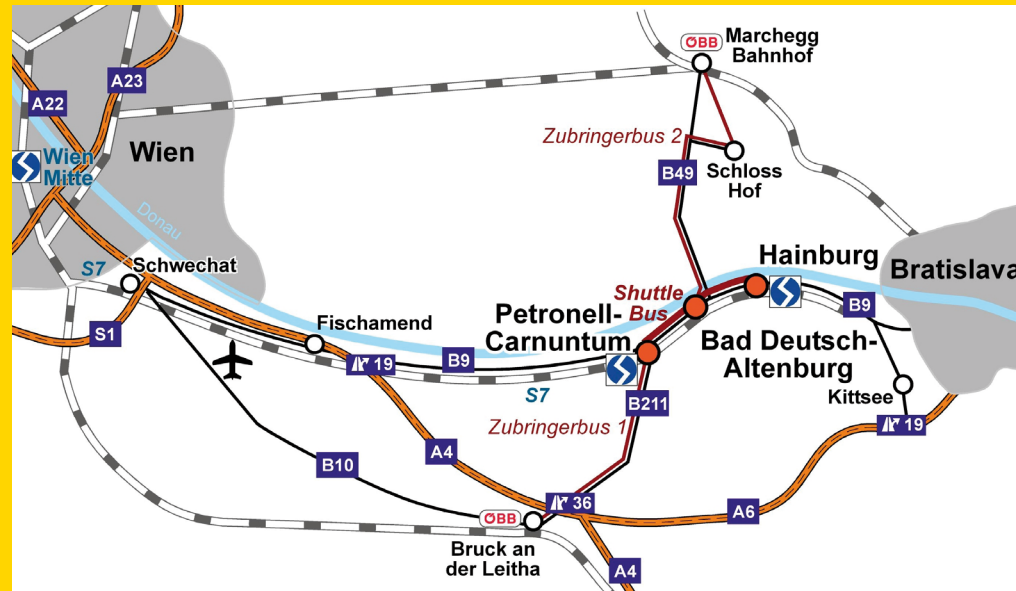 Marchegg
Bahnhof
ÖBB
A23
A22
Zubringerbus 2
Wien
Wien
Mitte
B49
Schloss
Hof
Donau
S7
Schwechat
Hainburg
Bratislava
Shuttle
Bus
Petronell-
Carnuntum
B9
Fischamend
S1
Bad Deutsch-
Altenburg
B9
19
Kittsee
S7
B211
Zubringerbus 1
19
A4
B10
36
A6
ÖBB
Bruck an
der Leitha
A4